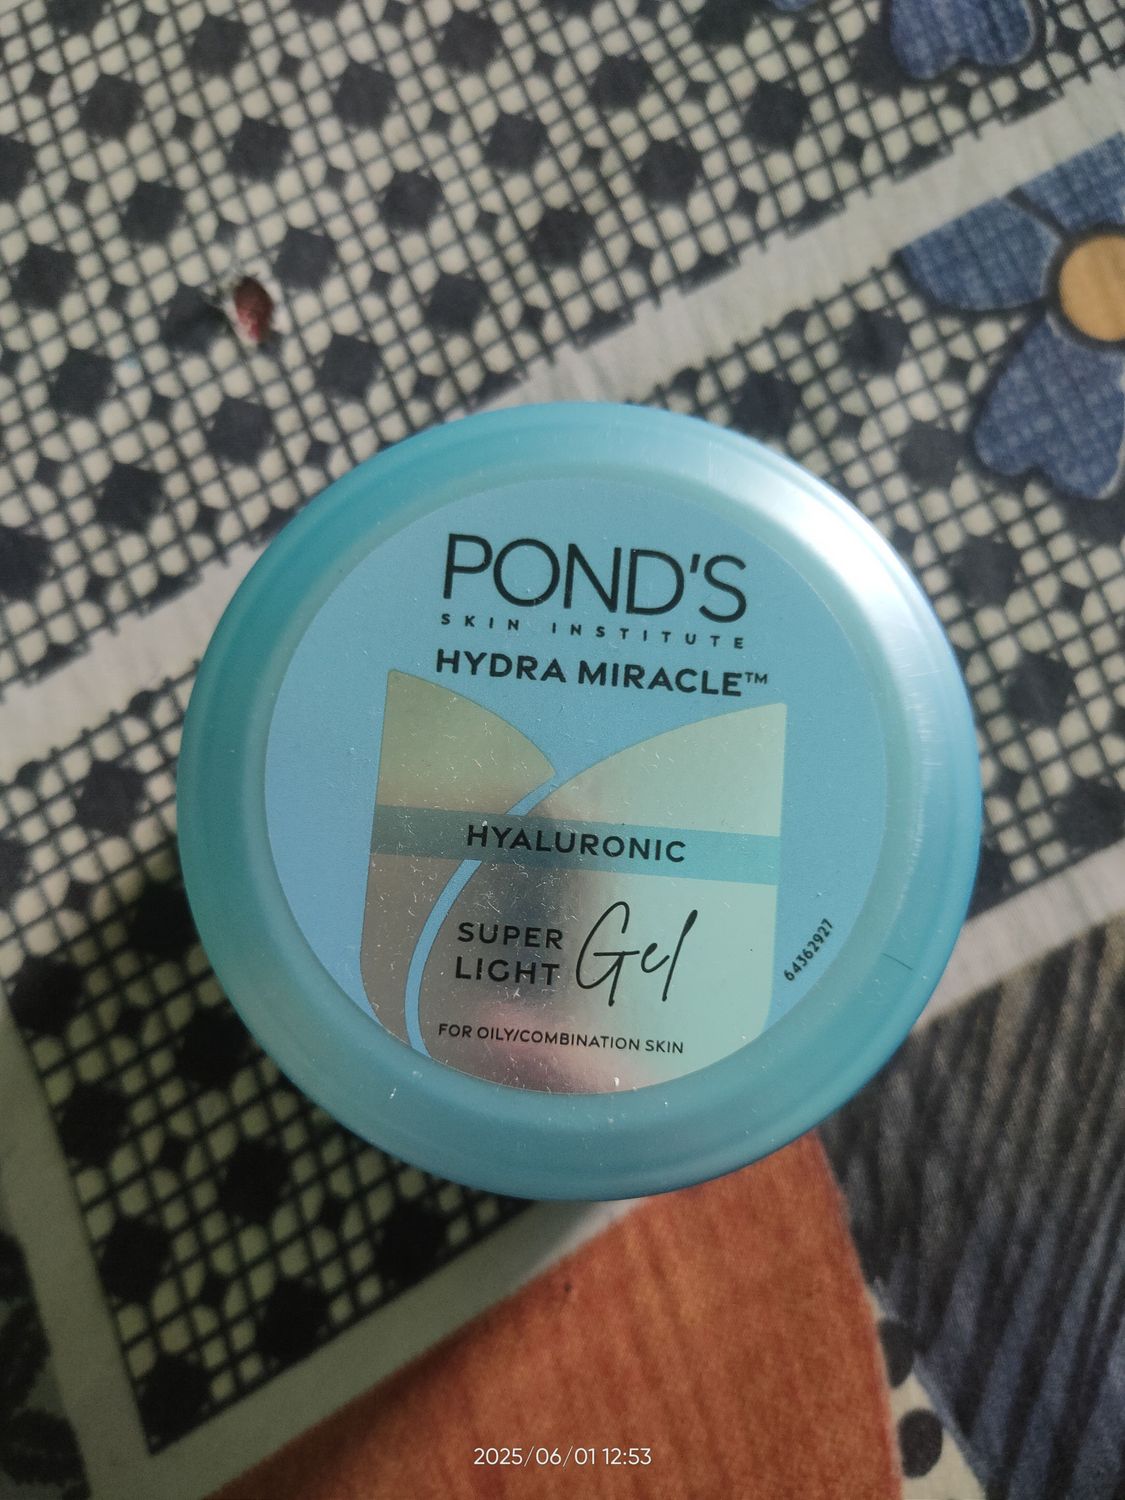 POND'S
SKIN INSTITUTE
HYDRA MIRACLE™
HYALURONIC
SUPER
LIGHT Gel
64362927
FOR OILY/COMBINATION SKIN
2025/06/01 12:53